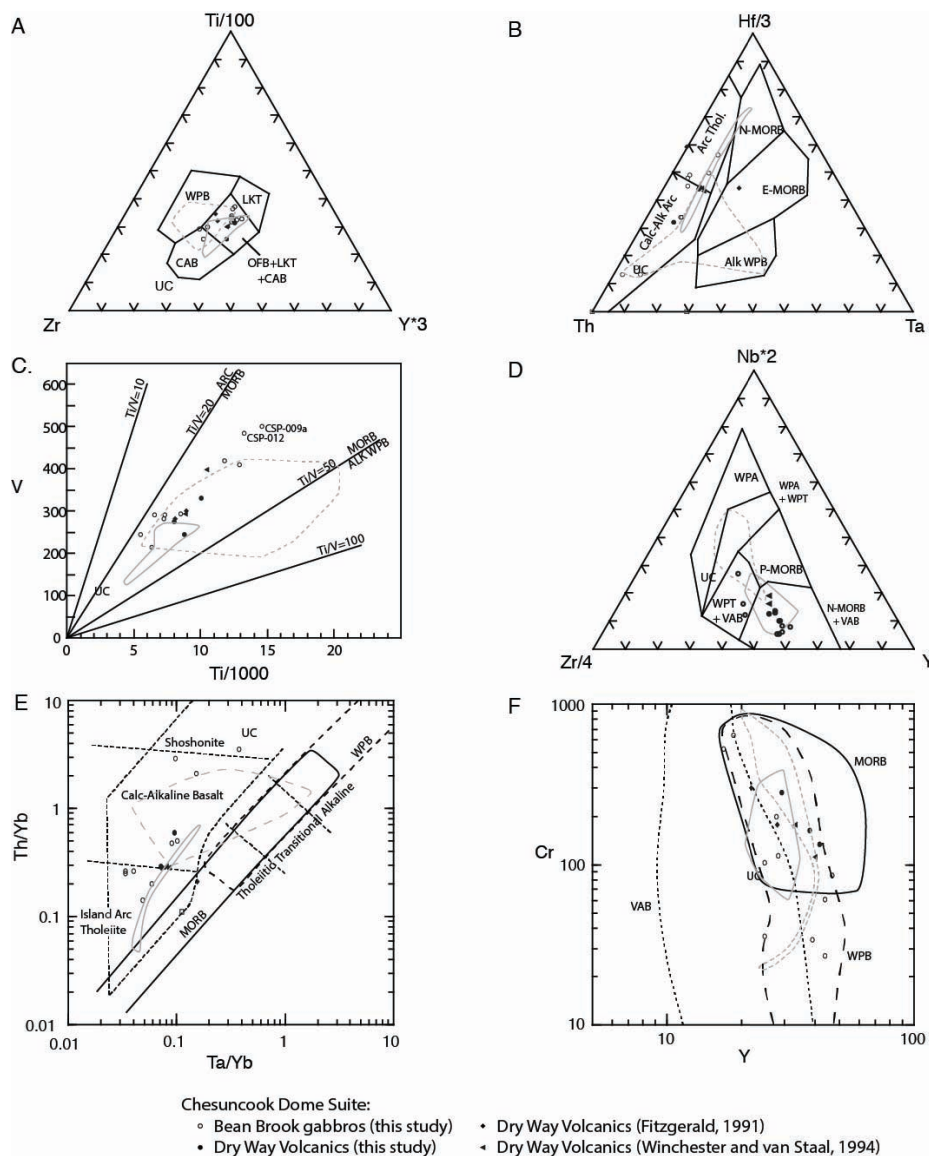 A
Ti/100
WPB
LKT
CAB
OFB+LKT
+CAB
UC
Zr
Y*3
B
Hf/3
Arc Thol.
N-MORB
E-MORB
Calc-Alk Arc
UC
Alk WPB
Th
Ta
C.
600
500
400
300
200
100
0
V
Ti/V=10
Ti/V=20
ARC
MORB
CSP-009a
CSP-012
Ti/V=50
MORB
ALK WPB
Ti/V=100
UC
0
5
10
15
20
Ti/1000
D
Nb*2
WPA
WPA
+ WPT
UC
P-MORB
WPT
+ VAB
N-MORB
+ VAB
Zr/4
Y
E
10
1
0.1
0.01
Th/Yb
UC
Shoshonite
WPB
Calc-Alkaline Basalt
Tholeiitic Transitional Alkaline
Island Arc
Tholeiite
MORB
0.01
0.1
1
10
Ta/Yb
F
1000
100
10
Cr
MORB
UC
VAB
WPB
10
20
100
Y
Chesuncook Dome Suite:
Bean Brook gabbros (this study)
Dry Way Volcanics (Fitzgerald, 1991)
Dry Way Volcanics (this study)
Dry Way Volcanics (Winchester and van Staal, 1994)